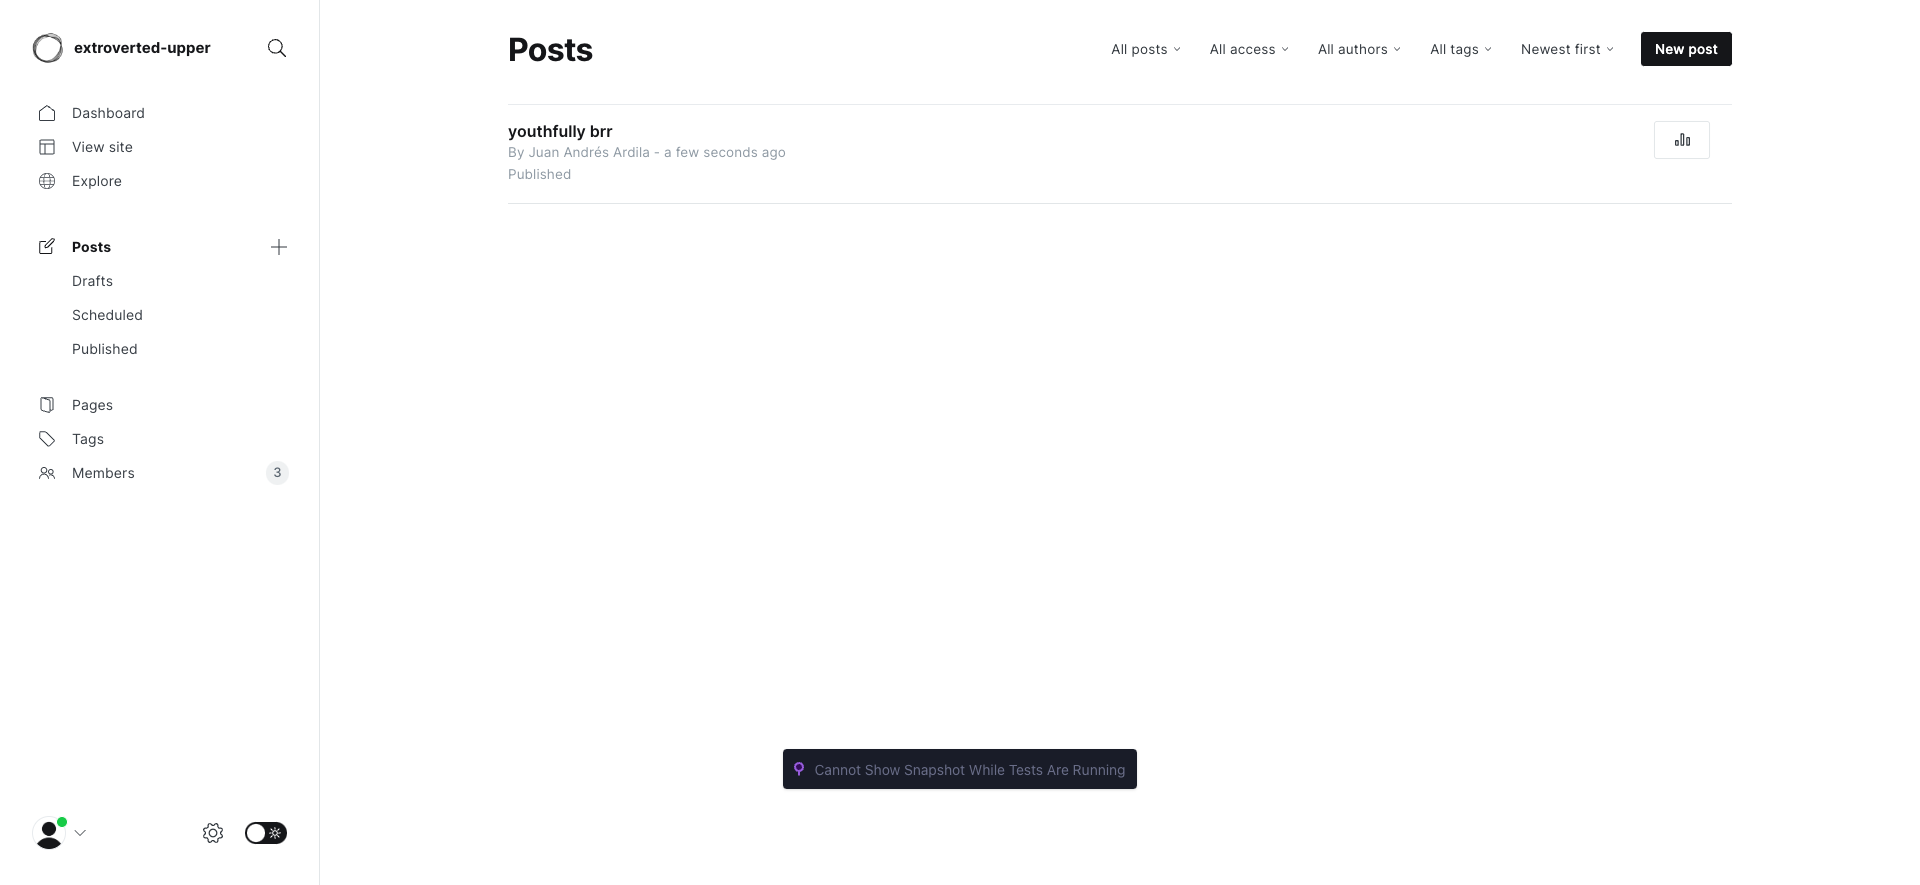 extroverted-upper
Dashboard
View site
Explore
Posts
Drafts
Scheduled
Published
Pages
Tags
Members 3
Posts
All posts All access All authors All tags Newest first New post
youthfully brr
By Juan Andrés Ardila - a few seconds ago
Published
Cannot Show Snapshot While Tests Are Running